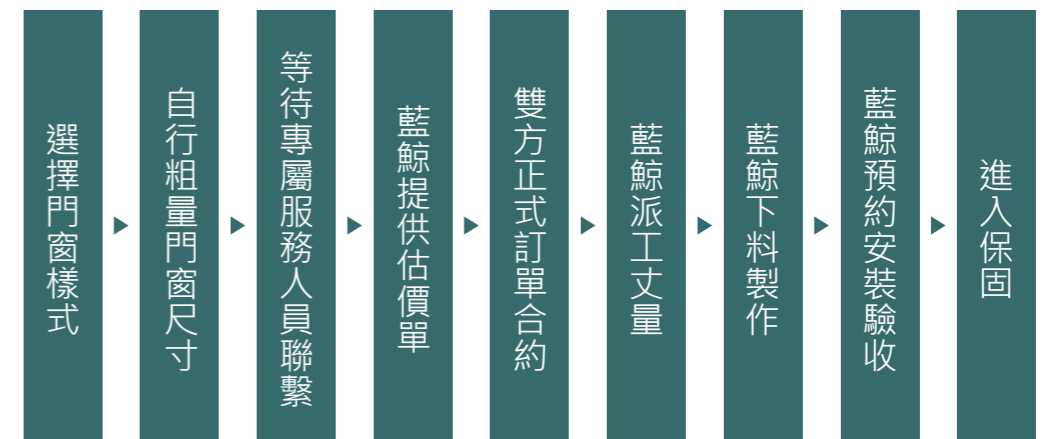 選擇門窗樣式
自行粗量門窗尺寸
等待專屬服務人員聯繫
藍鯨提供估價單
雙方正式訂單合約
藍鯨派工丈量
藍鯨下料製作
藍鯨預約安裝驗收
進入保固